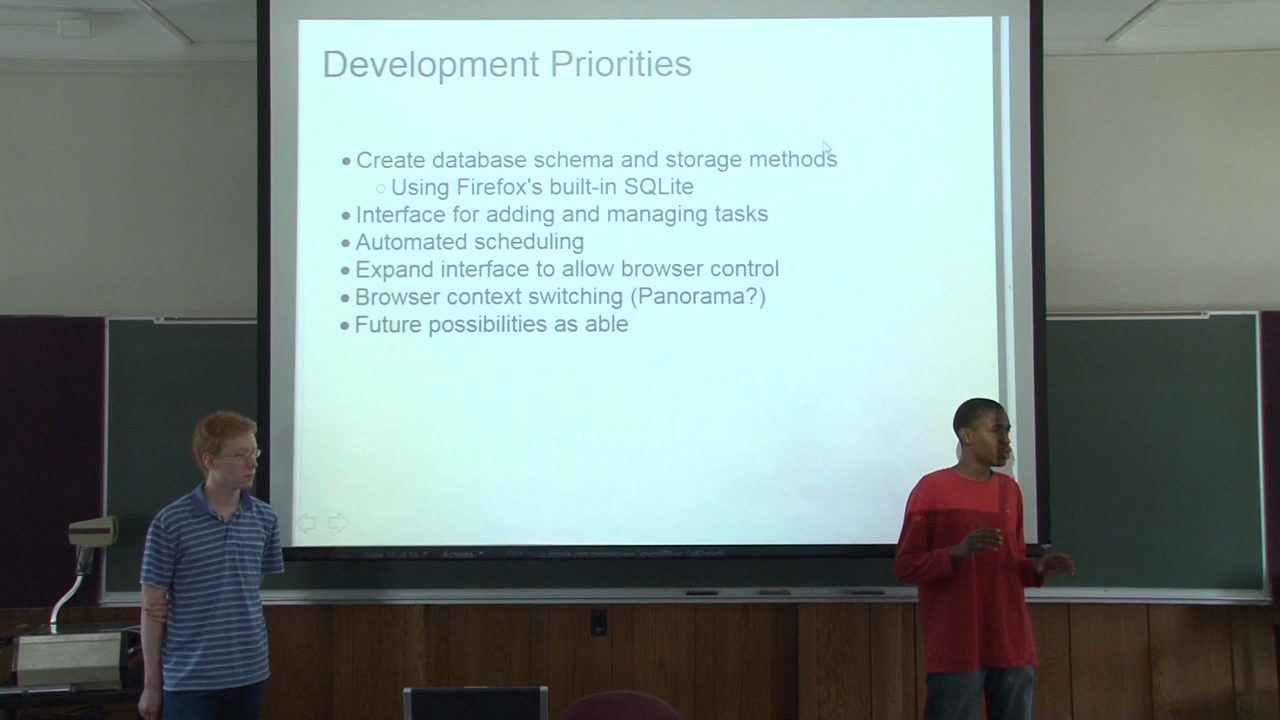 Development Priorities
• Create database schema and storage methods
○ Using Firefox's built-in SQLite
• Interface for adding and managing tasks
• Automated scheduling
• Expand interface to allow browser control
• Browser context switching (Panorama?)
• Future possibilities as able
Actions